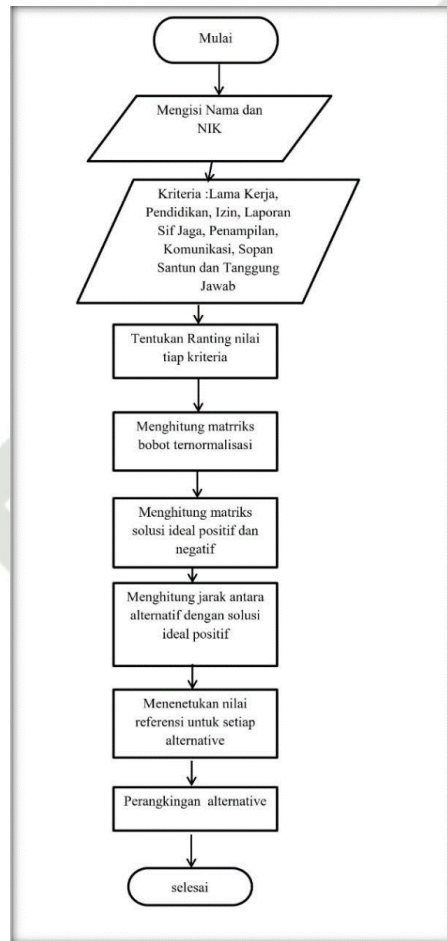 Mulai
Mengisi Nama dan
NIK
Kriteria :Lama Kerja,
Pendidikan, Izin, Laporan
Sif Jaga, Penampilan,
Komunikasi, Sopan
Santun dan Tanggung
Jawab
Tentukan Ranting nilai
tiap kriteria
Menghitung matrriks
bobot ternormalisasi
Menghitung matriks
solusi ideal positif dan
negatif
Menghitung jarak antara
alternatif dengan solusi
ideal positif
Menenetukan nilai
referensi untuk setiap
alternative
Perangkingan alternative
selesai